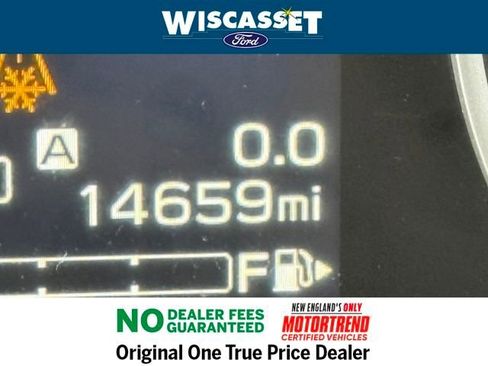 WISCASSET
Ford
A
0.0
14659mi
F
NO DEALER FEES GUARANTEED
NEW ENGLAND'S ONLY
MOTORTREND
CERTIFIED VEHICLES
Original One True Price Dealer